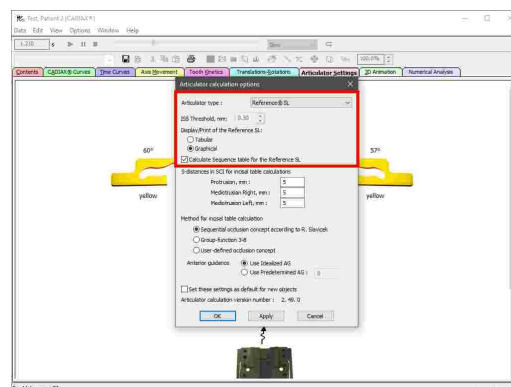 Test, Patient 2 (CADIAX®)
Data Edit View Options Window Help
1.210 s
100.0%
Contents CADIAX® Curves Time Curves Axis Movement Tooth Kinetics Translations-Rotations Articulator Settings 3D Animation Numerical Analysis
Articulator calculation options
Articulator type : Reference® SL
ISS Threshold, mm: 0.50
Display/Print of the Reference SL:
Tabular
Graphical
Calculate Sequence table for the Reference SL
S-distances in SCI for incisal table calculations
Protrusion, mm : 5
Mediotrusion Right, mm : 5
Mediotrusion Left, mm : 5
Method for incisal table calculation
Sequential occlusion concept according to R. Slavicek
Group-function 3-8
User-defined occlusion concept
Anterior guidance Use Idealized AG
Use Predetermined AG : 0
Set these settings as default for new objects
Articulator calculation version number : 2. 49. 0
OK Apply Cancel
60° 57°
yellow yellow